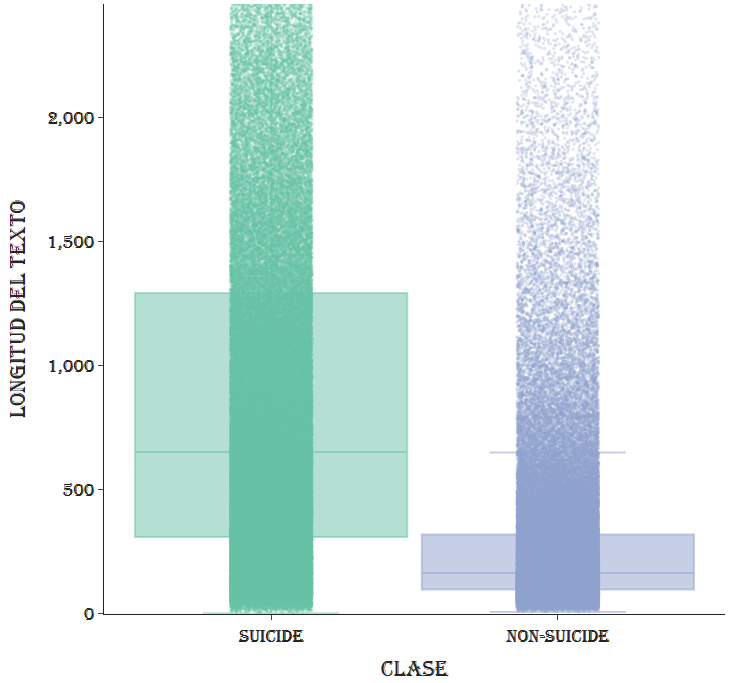 2,000
1,500
1,000
500
0
LONGITUD DEL TEXTO
SUICIDE
NON-SUICIDE
CLASE